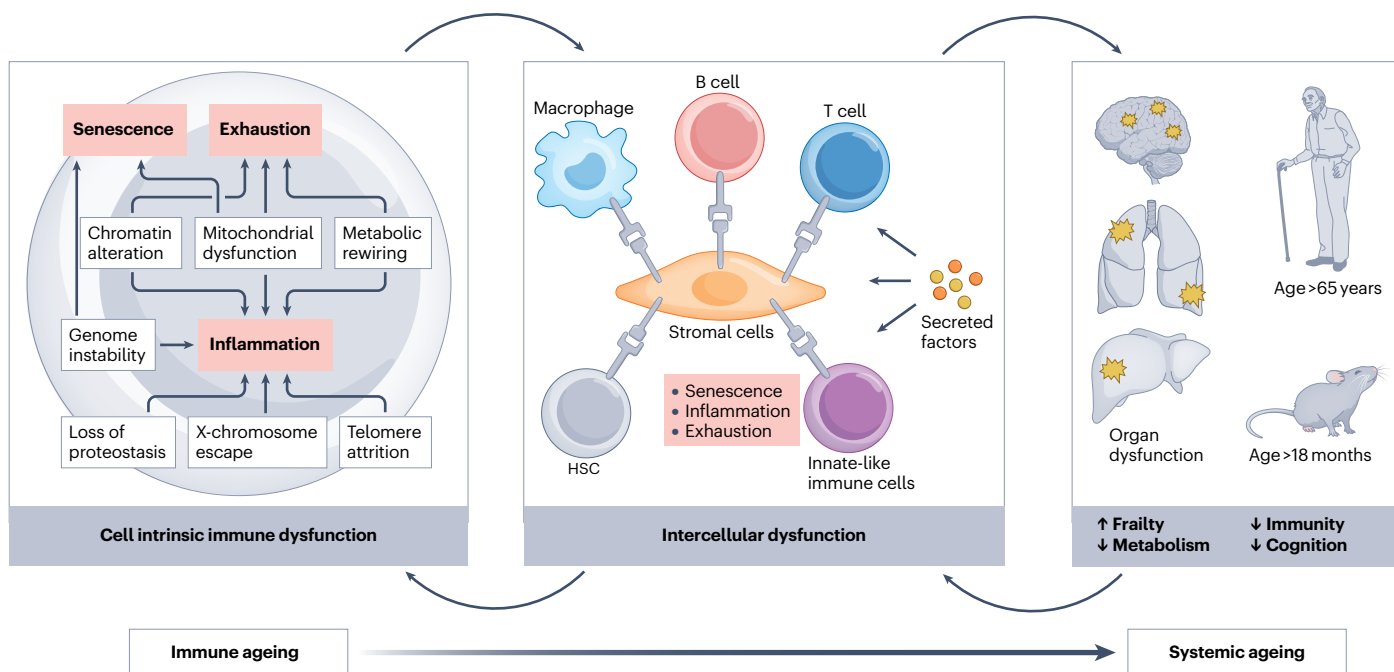 Senescence
Exhaustion
Chromatin
alteration
Mitochondrial
dysfunction
Metabolic
rewiring
Genome
instability
Inflammation
Loss of
proteostasis
X-chromosome
escape
Telomere
attrition
Cell intrinsic immune dysfunction
Macrophage
B cell
T cell
Stromal cells
Secreted
factors
HSC
• Senescence
• Inflammation
• Exhaustion
Innate-like
immune cells
Intercellular dysfunction
Age >65 years
Organ
dysfunction
Age >18 months
↑ Frailty
↓ Metabolism
↓ Immunity
↓ Cognition
Immune ageing
Systemic ageing